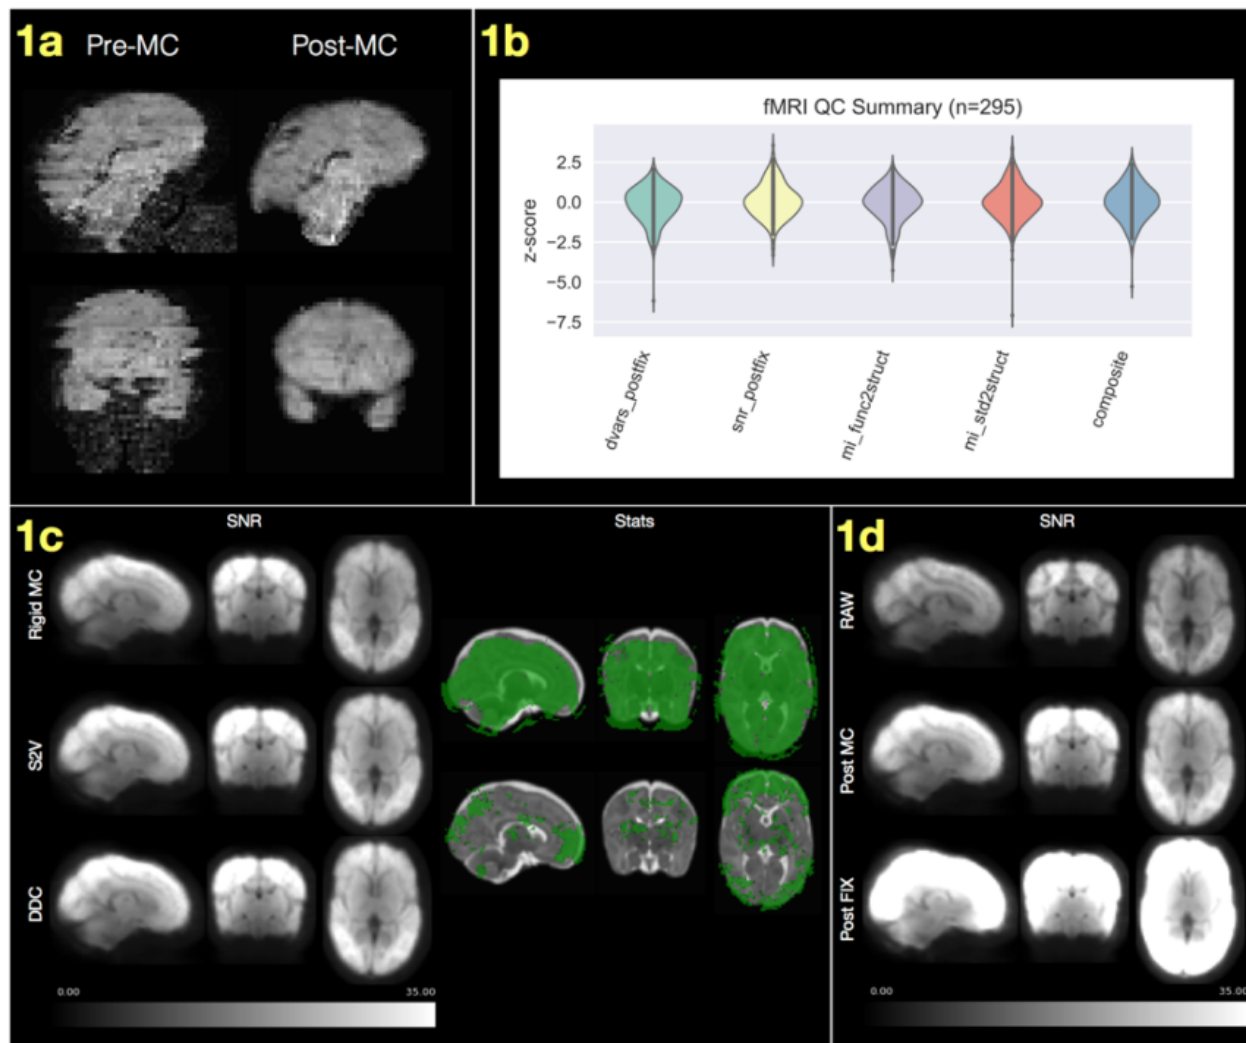 1a Pre-MC Post-MC
1b
fMRI QC Summary (n=295)
z-score
2.5
0.0
−2.5
−5.0
−7.5
dvars_postfix
snr_postfix
mi_func2struct
mi_std2struct
composite
1c
SNR
Stats
Rigid MC
S2V
DDC
0.00 35.00
1d
SNR
RAW
Post MC
Post FIX
0.00 35.00